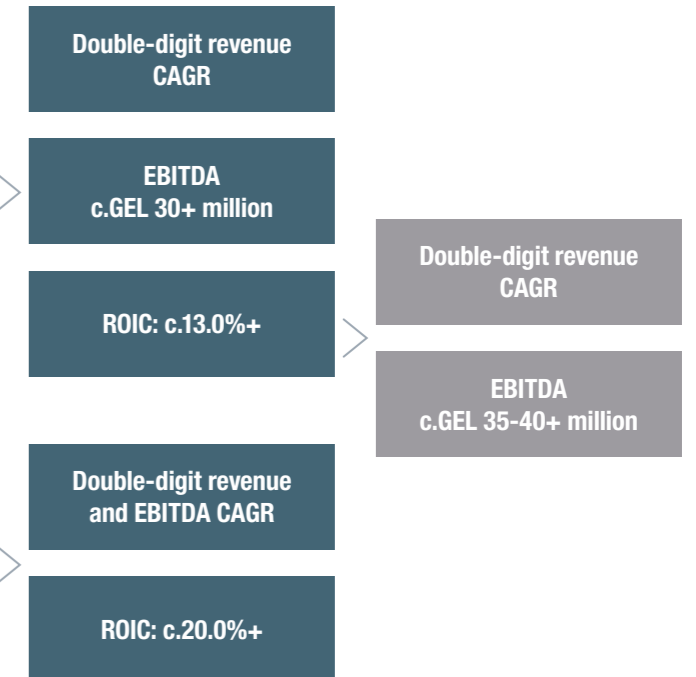 Double-digit revenue
CAGR
EBITDA
c.GEL 30+ million
ROIC: c.13.0%+
Double-digit revenue
and EBITDA CAGR
ROIC: c.20.0%+
Double-digit revenue
CAGR
EBITDA
c.GEL 35-40+ million